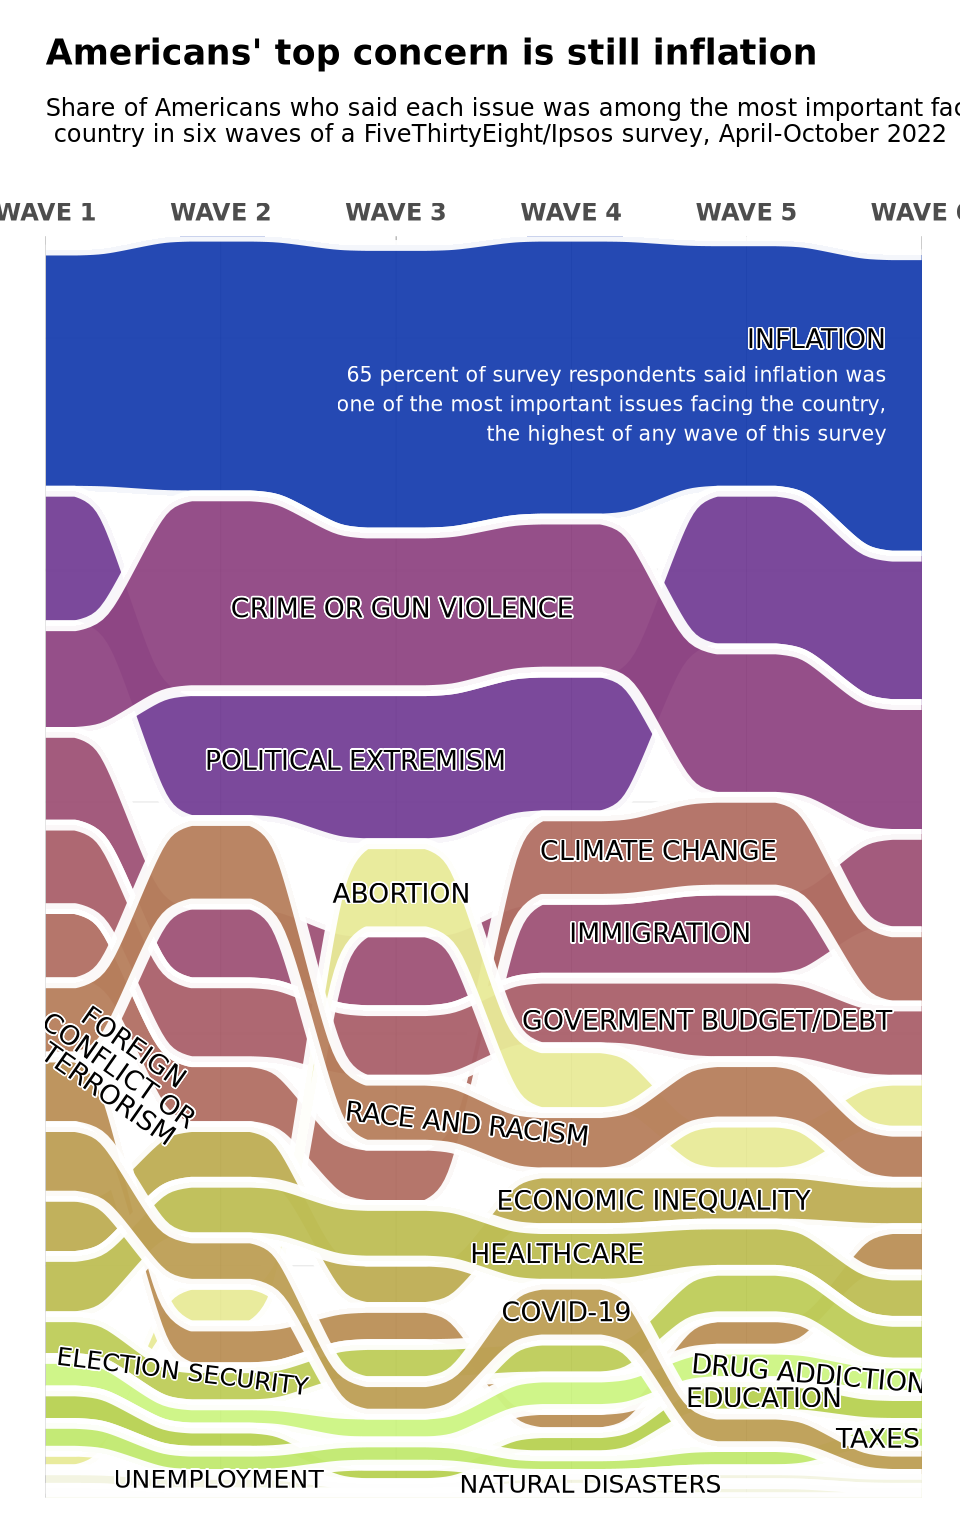 Americans' top concern is still inflation
Share of Americans who said each issue was among the most important fac
country in six waves of a FiveThirtyEight/Ipsos survey, April-October 2022
WAVE 1 WAVE 2 WAVE 3 WAVE 4 WAVE 5 WAVE 6
INFLATION
65 percent of survey respondents said inflation was
one of the most important issues facing the country,
the highest of any wave of this survey
CRIME OR GUN VIOLENCE
POLITICAL EXTREMISM
CLIMATE CHANGE
ABORTION
IMMIGRATION
FOREIGN
CONFLICT OR
TERRORISM
GOVERMENT BUDGET/DEBT
RACE AND RACISM
ECONOMIC INEQUALITY
HEALTHCARE
COVID-19
ELECTION SECURITY
DRUG ADDICTION
EDUCATION
TAXES
UNEMPLOYMENT
NATURAL DISASTERS